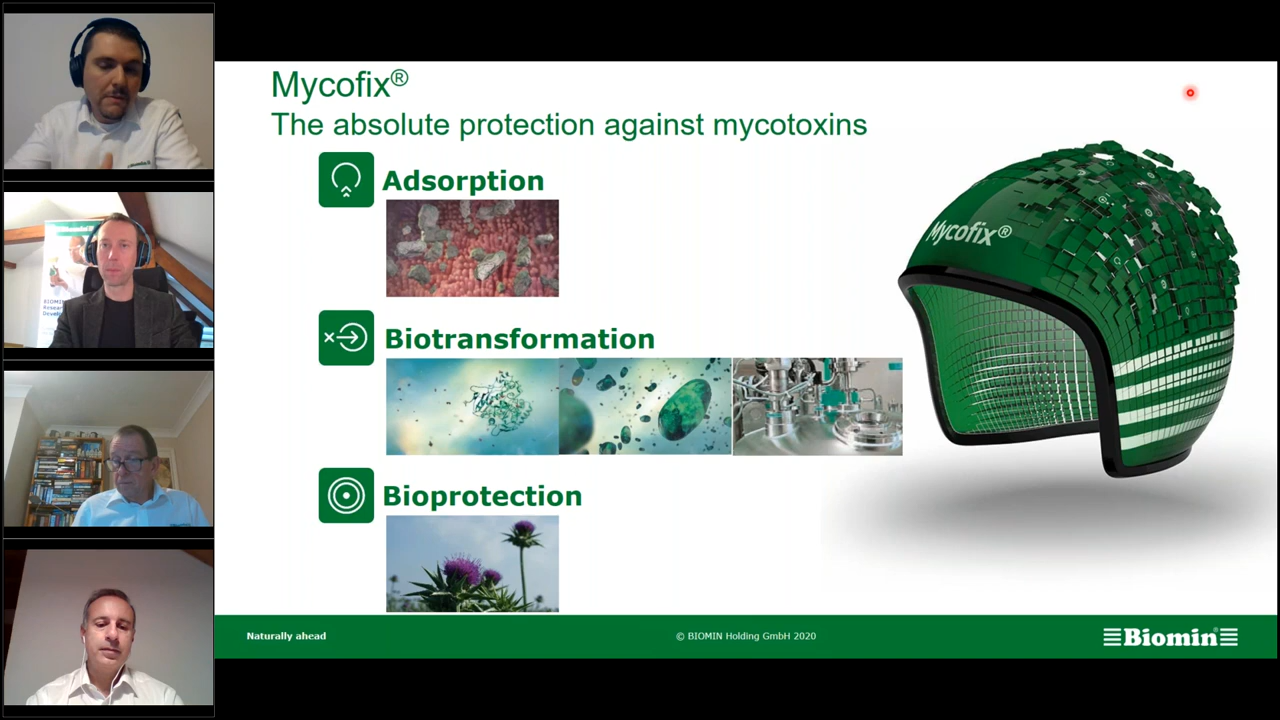 Mycofix®
The absolute protection against mycotoxins
Adsorption
Mycofix®
Biotransformation
Bioprotection
Naturally ahead
© BIOMIN Holding GmbH 2020
Biomin®